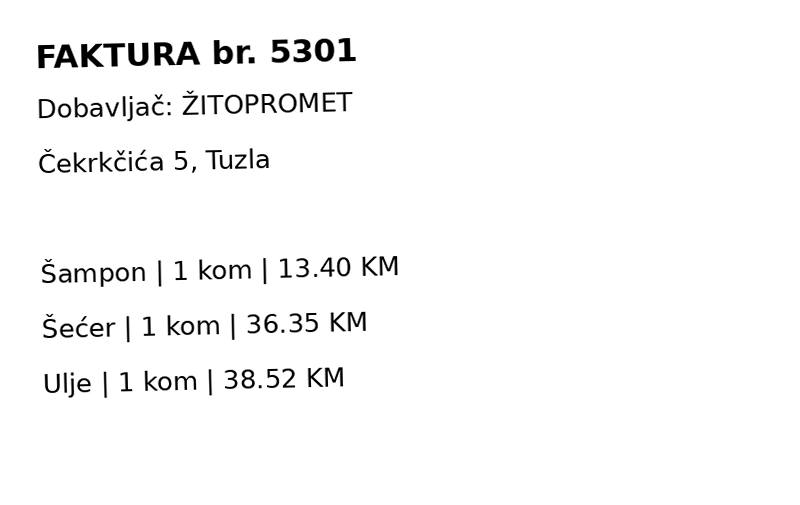 FAKTURA br. 5301
Dobavljač: ŽITOPROMET
Čekrkčića 5, Tuzla
Šampon | 1 kom | 13.40 KM
Šećer | 1 kom | 36.35 KM
Ulje | 1 kom | 38.52 KM